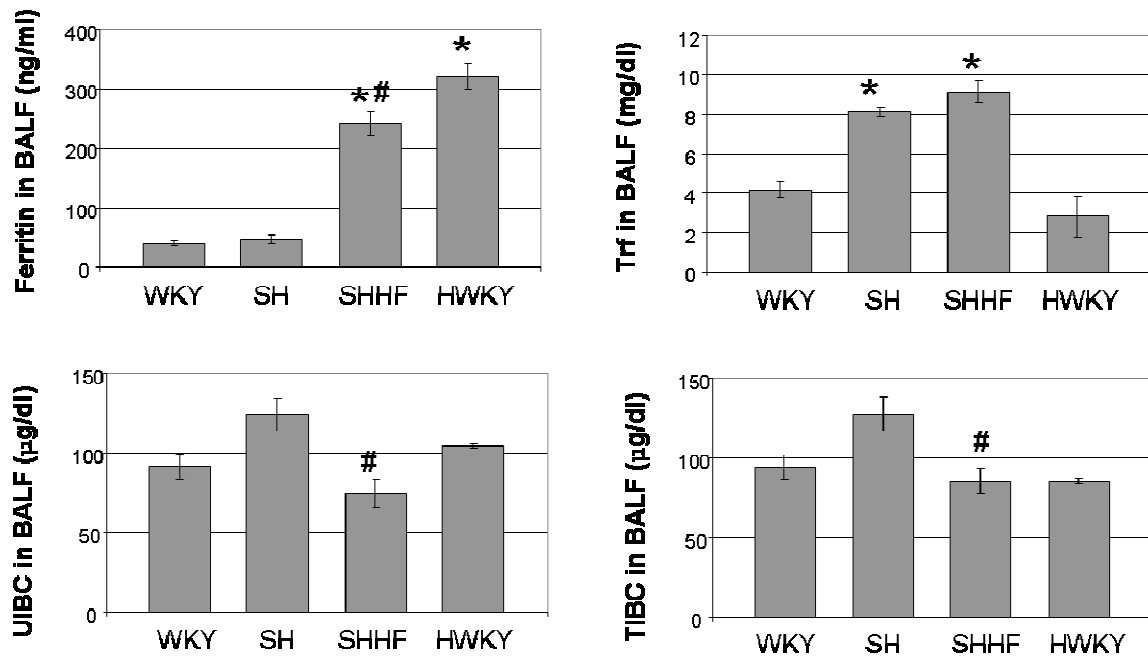 Ferritin in BALF (ng/ml)
400
300
200
100
0
* # *
WKY SH SHHF HWKY
Trf in BALF (mg/dl)
12
10
8
6
4
2
0
* *
WKY SH SHHF HWKY
UIBC in BALF (µg/dl)
150
100
50
0
#
WKY SH SHHF HWKY
TIBC in BALF (µg/dl)
150
100
50
0
#
WKY SH SHHF HWKY